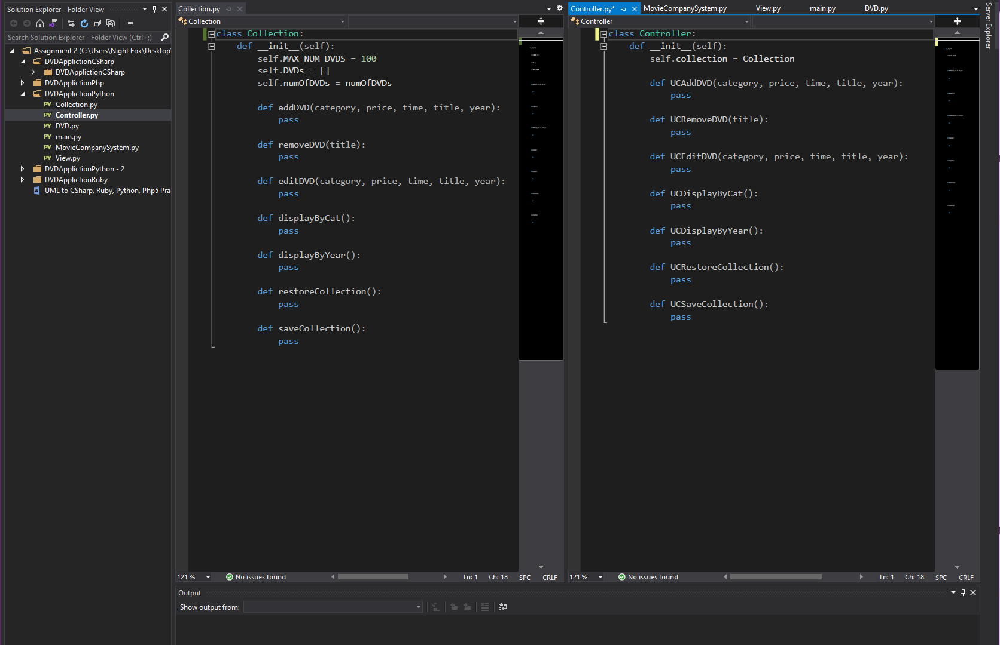 Solution Explorer - Folder View
Search Solution Explorer - Folder View (Ctrl+;)
Assignment 2 (C:\Users\Night Fox\Desktop'
DVDApplictionCSharp
DVDApplictionCSharp
DVDApplictionPhp
DVDApplictionPython
PY Collection.py
PY Controller.py
PY DVD.py
PY main.py
PY MovieCompanySystem.py
PY View.py
DVDApplictionPython - 2
DVDApplictionRuby
UML to CSharp, Ruby, Python, Php5 Pra
Collection.py
Collection
class Collection:
def __init__(self):
self.MAX_NUM_DVDS = 100
self.DVDs = []
self.numOfDVDs = numOfDVDs
def addDVD(category, price, time, title, year):
pass
def removeDVD(title):
pass
def editDVD(category, price, time, title, year):
pass
def displayByCat():
pass
def displayByYear():
pass
def restoreCollection():
pass
def saveCollection():
pass
121 % No issues found Ln: 1 Ch: 18 SPC CRLF
Controller.py* MovieCompanySystem.py View.py main.py DVD.py
Controller
class Controller:
def __init__(self):
self.collection = Collection
def UCAddDVD(category, price, time, title, year):
pass
def UCRemoveDVD(title):
pass
def UCEditDVD(category, price, time, title, year):
pass
def UCDisplayByCat():
pass
def UCDisplayByYear():
pass
def UCRestoreCollection():
pass
def UCSaveCollection():
pass
121 % No issues found Ln: 1 Ch: 18 SPC CRLF
Server Explorer
Output
Show output from: